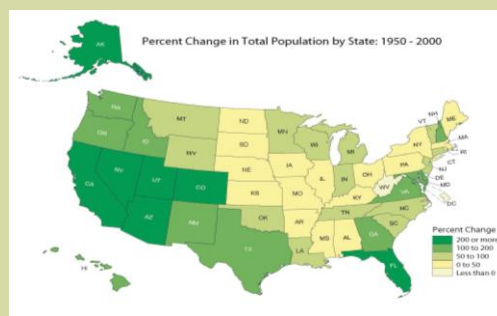 Percent Change in Total Population by State: 1950 - 2000
AK
WA
OR
ID
MT
WY
ND
SD
NE
KS
OK
TX
NM
CO
UT
NV
CA
AZ
HI
MN
IA
MO
AR
LA
WI
IL
MI
IN
OH
KY
TN
MS
AL
GA
FL
SC
NC
VA
WV
PA
NY
VT
NH
ME
MA
RI
CT
NJ
DE
MD
DC
Percent Change
200 or more
100 to 200
50 to 100
0 to 50
Less than 0